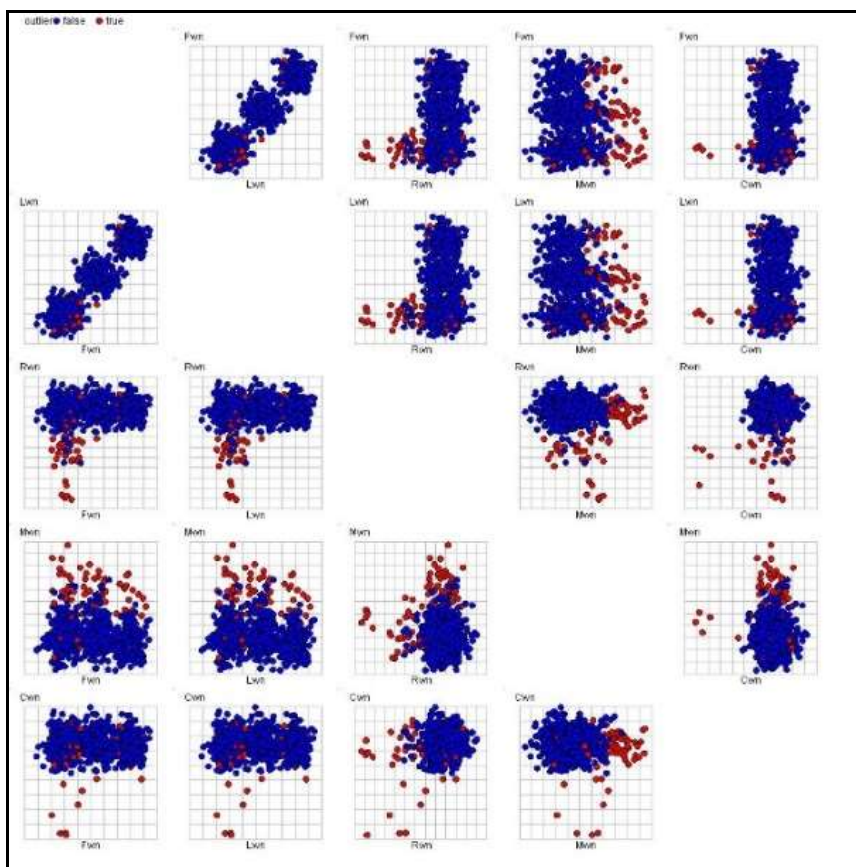 outlier false true
Fwn Fwn Fwn Fwn
Lwn Rwn Mwn Cwn
Lwn Lwn Lwn Lwn
Fwn Rwn Mwn Cwn
Rwn Rwn Rwn Rwn
Fwn Lwn Mwn Cwn
Mwn Mwn Mwn Mwn
Fwn Lwn Rwn Cwn
Cwn Cwn Cwn Cwn
Fwn Lwn Rwn Mwn